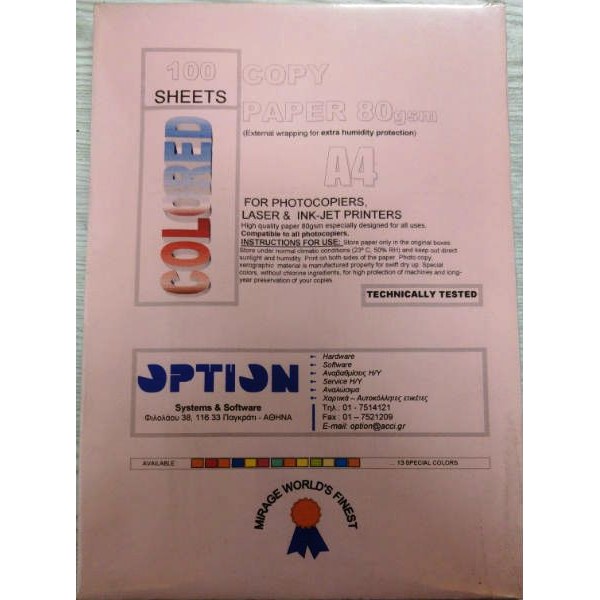 100
SHEETS
COLORED
COPY
PAPER 80gsm
(External wrapping for extra humidity protection)
A4
FOR PHOTOCOPIERS,
LASER & INK-JET PRINTERS
High quality paper 80gsm especially designed for all uses.
Compatible to all photocopiers.
INSTRUCTIONS FOR USE: Store paper only in the original boxes.
Store under normal climatic conditions (23º C, 50% RH) and keep out direct
sunlight and humidity. Print on both sides of the paper. Photo copy,
xerographic material is manufactured properly for swift dry up. Special
colors, without chlorine ingredients, for high protection of machines and long-
year preservation of your copies.
TECHNICALLY TESTED
OPTION
Systems & Software
Φιλολάου 38, 116 33 Παγκράτι - ΑΘΗΝΑ
Hardware
Software
Αναβαθμίσεις Η/Υ
Service H/Y
Αναλώσιμα
Χαρτικά – Αυτοκόλλητες ετικέτες
Τηλ.: 01 - 7514121
Fax : 01 – 7521209
E-mail: option@acci.gr
AVAILABLE
... 13 SPECIAL COLORS
MIRAGE WORLD'S FINEST